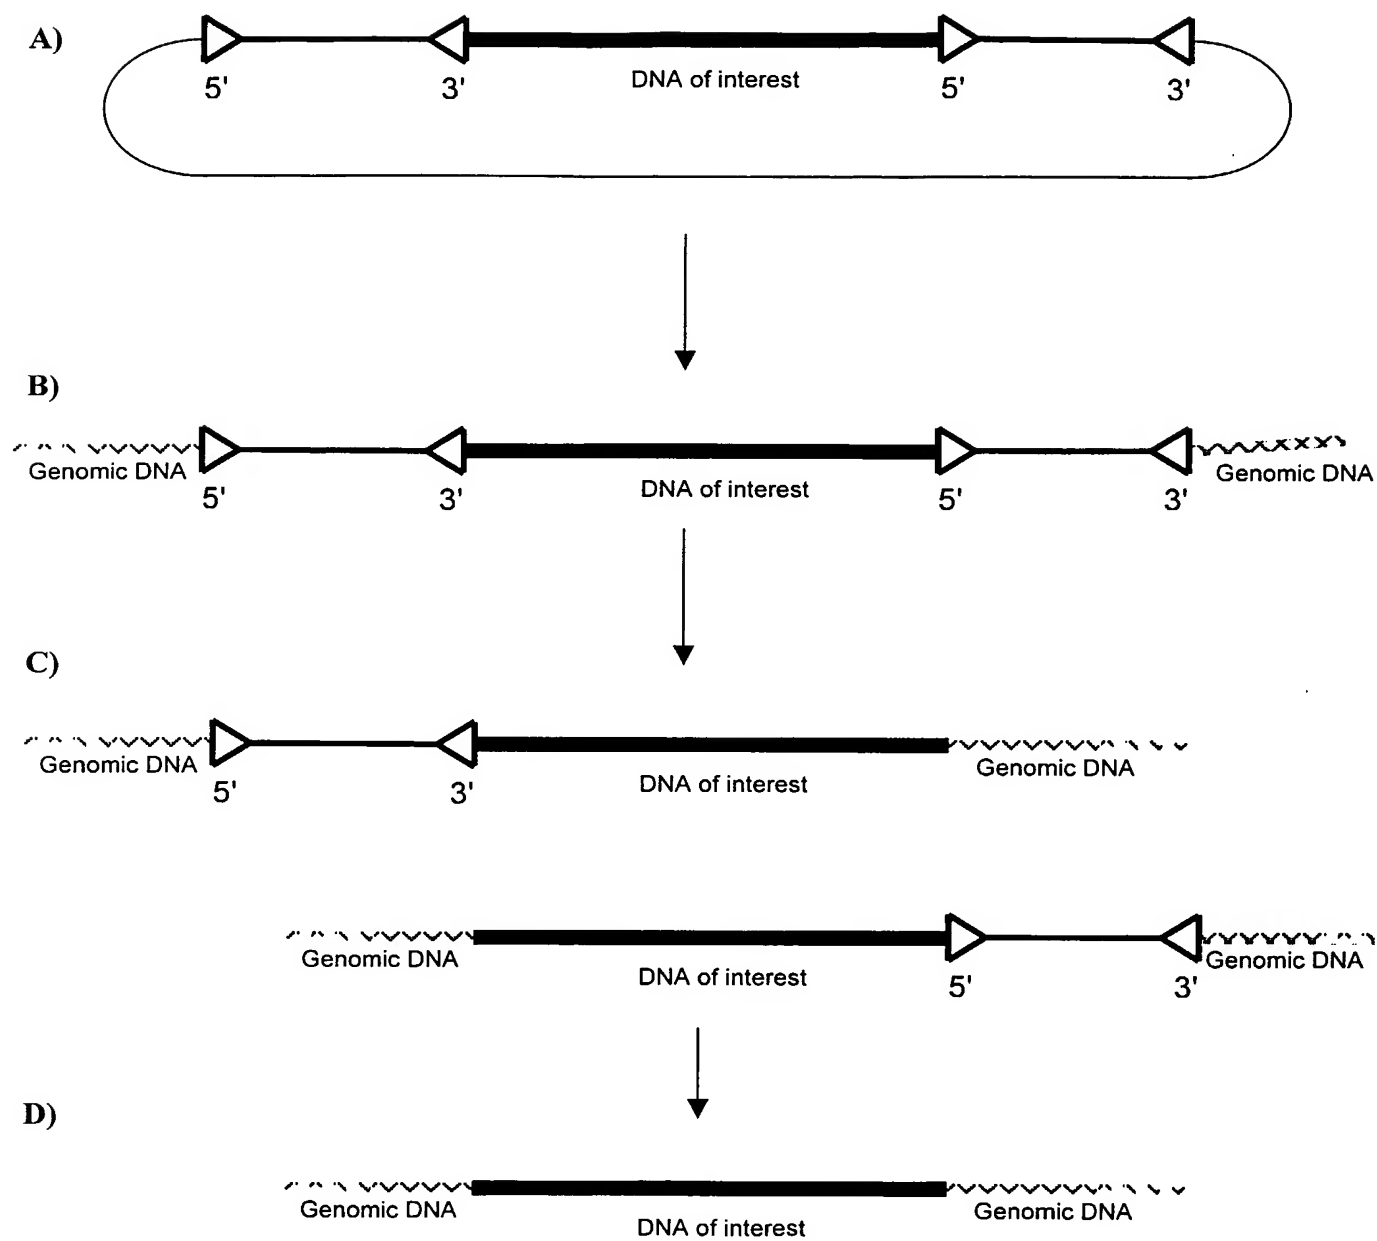 A)
5' 3' DNA of interest 5' 3'
B)
Genomic DNA 5' 3' DNA of interest 5' 3' Genomic DNA
C)
Genomic DNA 5' 3' DNA of interest Genomic DNA
Genomic DNA DNA of interest 5' 3' Genomic DNA
D)
Genomic DNA DNA of interest Genomic DNA